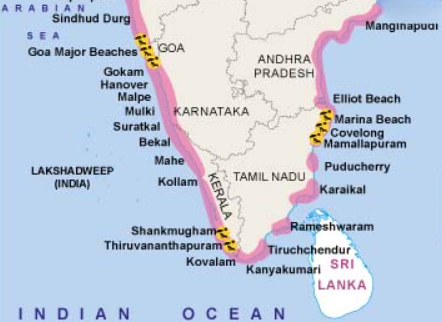 ARABIAN
SEA
Sindhud Durg
Goa Major Beaches
GOA
Manginapudi
ANDHRA
PRADESH
Gokarn
Hanover
Malpe
Mulki
Suratkal
Bekal
Mahe
Kollam
KARNATAKA
Elliot Beach
Marina Beach
Covelong
Mamallapuram
LAKSHADWEEP
(INDIA)
KERALA
TAMIL NADU
Puducherry
Karaikal
Shankmugham
Thiruvananthapuram
Kovalam
Rameshwaram
Tiruchchendur
Kanyakumari
SRI
LANKA
INDIAN OCEAN